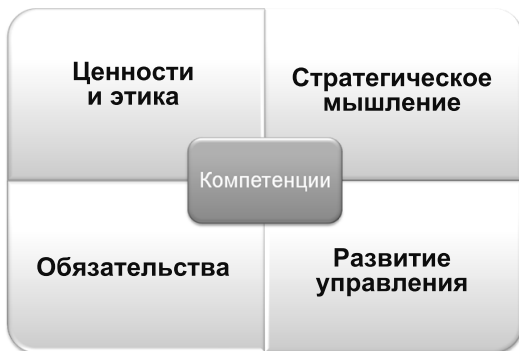 Ценности
и этика
Стратегическое
мышление
Компетенции
Обязательства
Развитие
управления